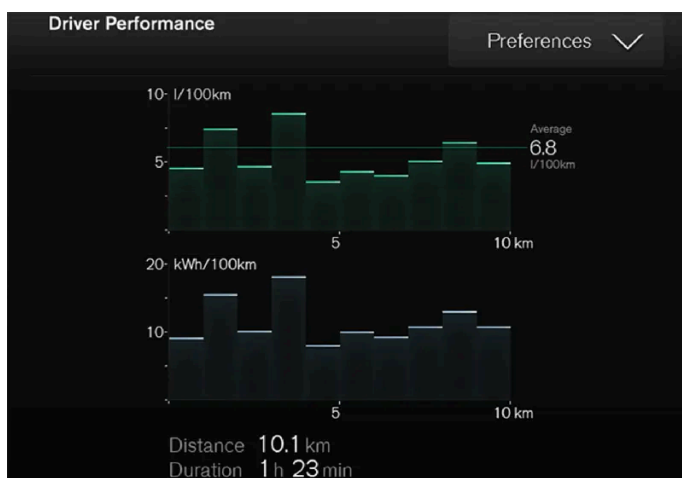 Driver Performance
Preferences
10- l/100km
Average
6.8
l/100km
5-
5
10 km
20- kWh/100km
10-
5
10 km
Distance 10.1 km
Duration 1 h 23 min